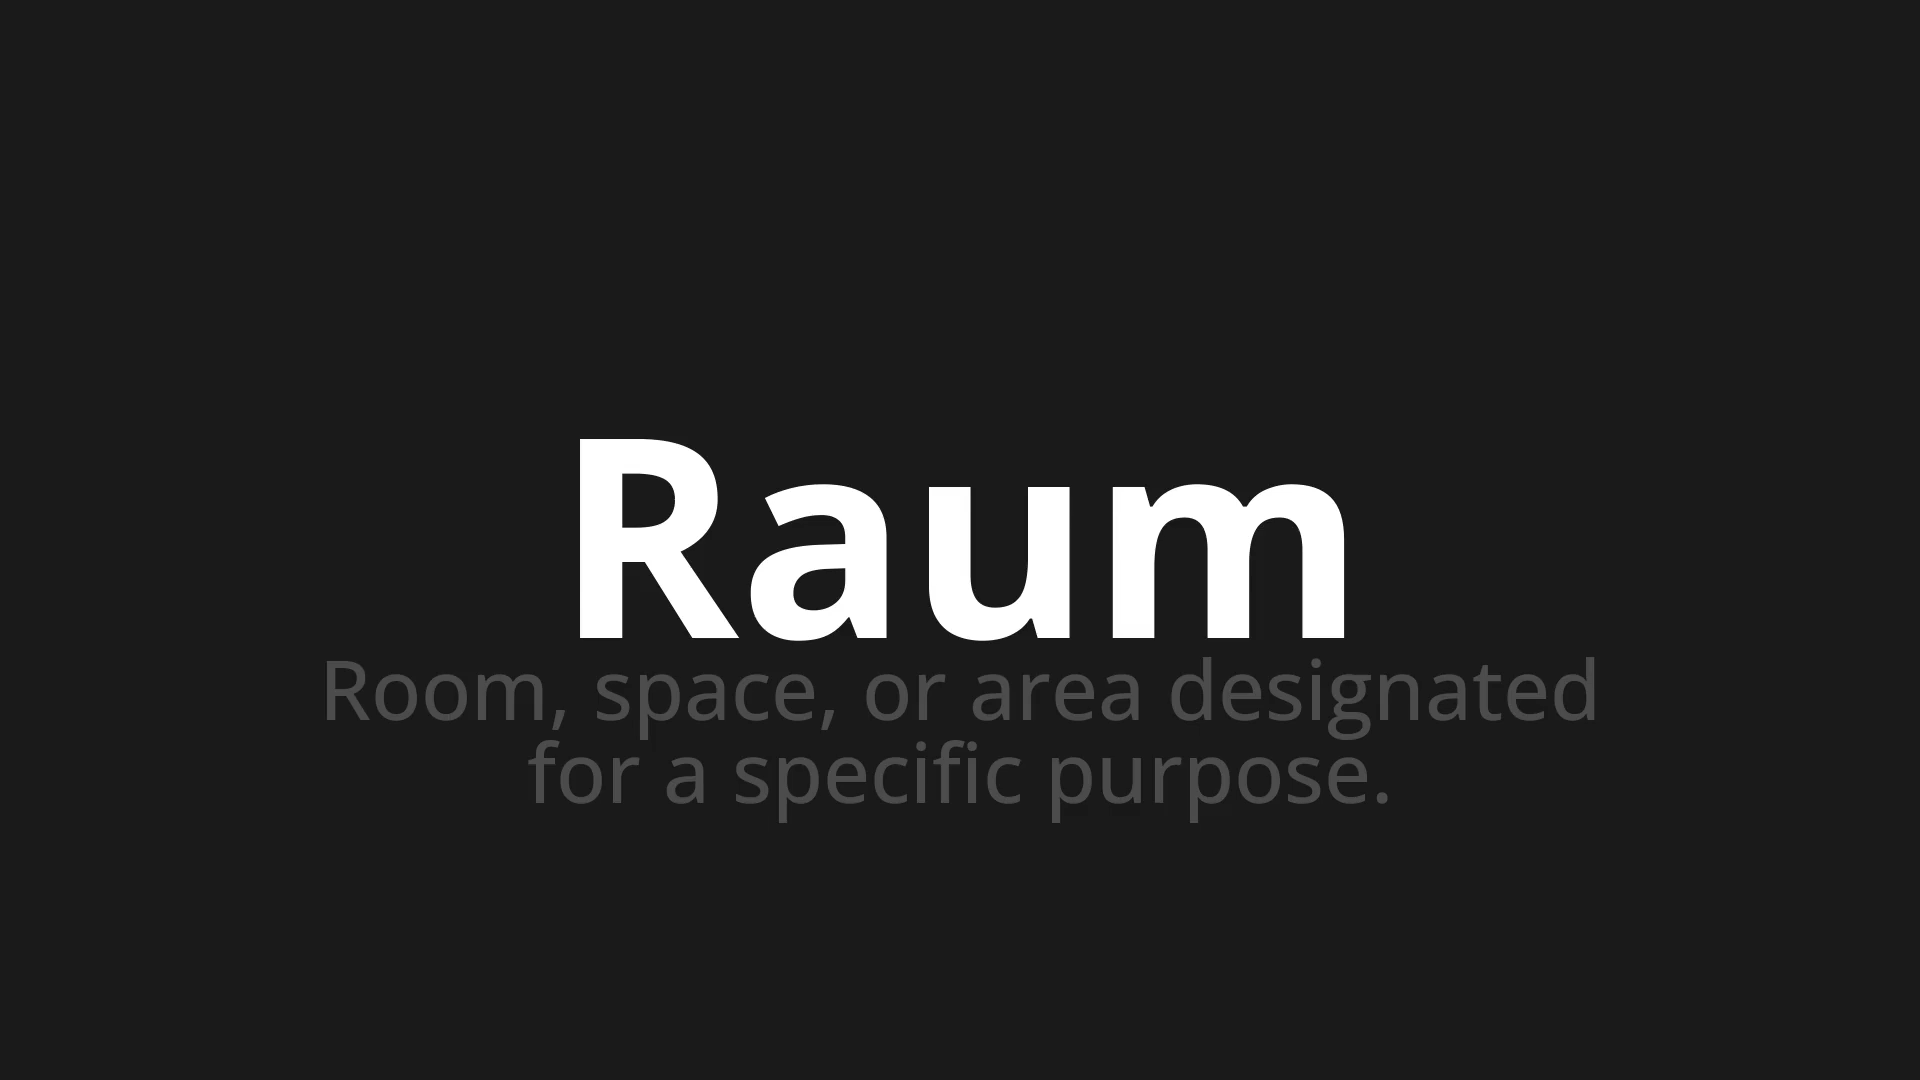 Raum
Room, space, or area designated
for a specific purpose.